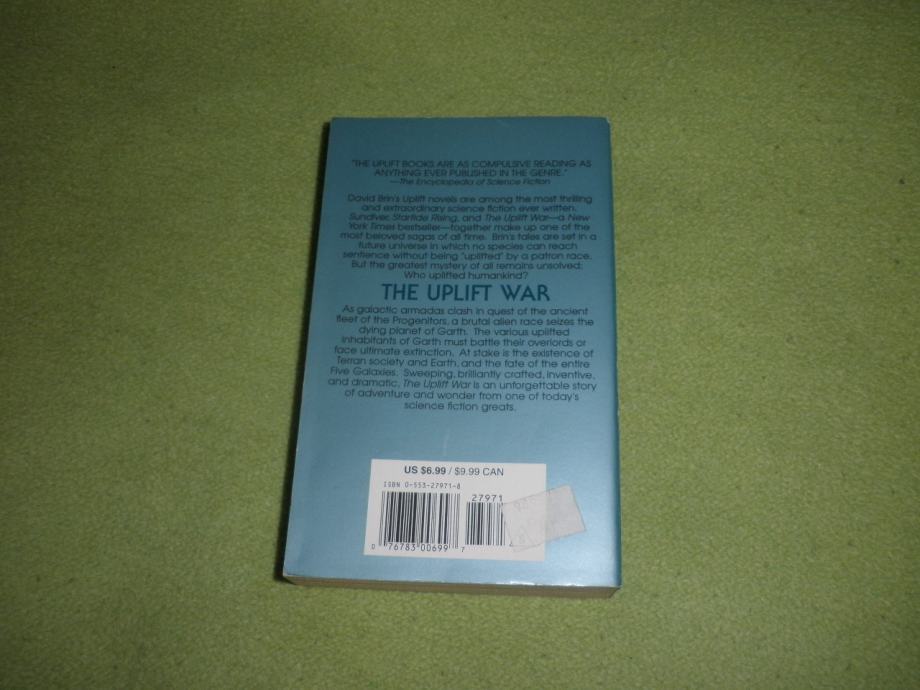 "THE UPLIFT BOOKS ARE AS COMPULSIVE READING AS
ANYTHING EVER PUBLISHED IN THE GENRE."
—The Encyclopedia of Science Fiction
David Brin's Uplift novels are among the most thrilling
and extraordinary science fiction ever written.
Sundiver, Startide Rising, and The Uplift War—a New
York Times bestseller—together make up one of the
most beloved sagas of all time. Brin's tales are set in a
future universe in which no species can reach
sentience without being "uplifted" by a patron race.
But the greatest mystery of all remains unsolved:
Who uplifted humankind?
THE UPLIFT WAR
As galactic armadas clash in quest of the ancient
fleet of the Progenitors, a brutal alien race seizes the
dying planet of Garth. The various uplifted
inhabitants of Garth must battle their overlords or
face ultimate extinction. At stake is the existence of
Terran society and Earth, and the fate of the entire
Five Galaxies. Sweeping, brilliantly crafted, inventive,
and dramatic, The Uplift War is an unforgettable story
of adventure and wonder from one of today's
science fiction greats.
US $6.99 / $9.99 CAN
ISBN 0-553-27971-8
27971
0 76783 00699 7